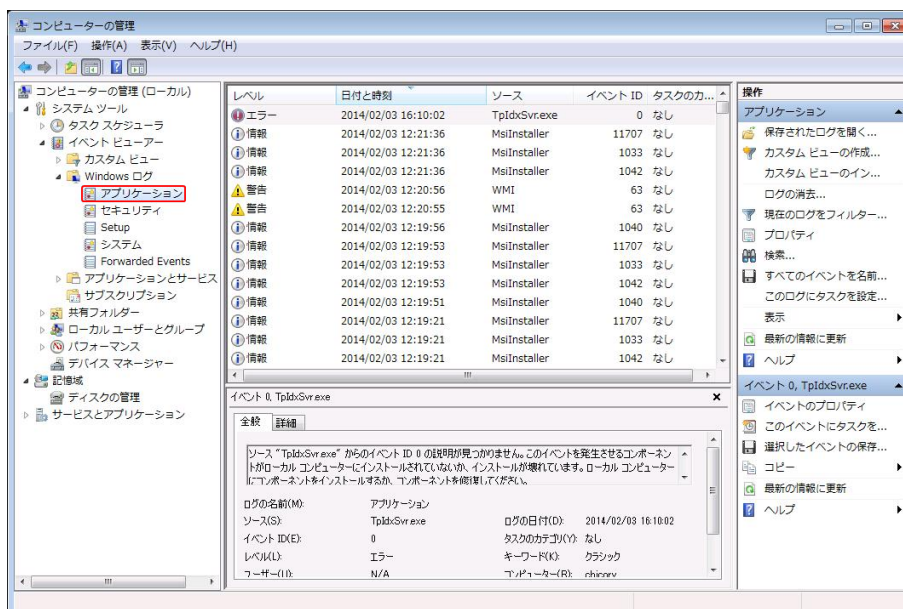 コンピューターの管理
ファイル(F) 操作(A) 表示(V) ヘルプ(H)
コンピューターの管理 (ローカル)
システム ツール
タスク スケジューラ
イベント ビューアー
カスタム ビュー
Windows ログ
アプリケーション
セキュリティ
Setup
システム
Forwarded Events
アプリケーションとサービス
サブスクリプション
共有フォルダー
ローカル ユーザーとグループ
パフォーマンス
デバイス マネージャー
記憶域
ディスクの管理
サービスとアプリケーション
レベル 日付と時刻 ソース イベント ID タスクのカ...
エラー 2014/02/03 16:10:02 TpIdxSvr.exe 0 なし
情報 2014/02/03 12:21:36 MsiInstaller 11707 なし
情報 2014/02/03 12:21:36 MsiInstaller 1033 なし
情報 2014/02/03 12:21:36 MsiInstaller 1042 なし
警告 2014/02/03 12:20:56 WMI 63 なし
警告 2014/02/03 12:20:55 WMI 63 なし
情報 2014/02/03 12:19:56 MsiInstaller 1040 なし
情報 2014/02/03 12:19:53 MsiInstaller 11707 なし
情報 2014/02/03 12:19:53 MsiInstaller 1033 なし
情報 2014/02/03 12:19:53 MsiInstaller 1042 なし
情報 2014/02/03 12:19:51 MsiInstaller 1040 なし
情報 2014/02/03 12:19:21 MsiInstaller 11707 なし
情報 2014/02/03 12:19:21 MsiInstaller 1033 なし
情報 2014/02/03 12:19:21 MsiInstaller 1042 なし
イベント 0, TpIdxSvr.exe
全般 詳細
ソース "TpIdxSvr.exe" からのイベント ID 0 の説明が見つかりません。このイベントを発生させるコンポーネン
トがローカル コンピューターにインストールされていないか、インストールが壊れています。ローカル コンピューター
にコンポーネントをインストールするか、コンポーネントを修復してください。
ログの名前(M): アプリケーション
ソース(S): TpIdxSvr.exe ログの日付(D): 2014/02/03 16:10:02
イベント ID(E): 0 タスクのカテゴリ(Y): なし
レベル(L): エラー キーワード(K): クラシック
ユーザー(U): N/A コンピューター(R): chicory
操作
アプリケーション
保存されたログを開く...
カスタム ビューの作成...
カスタム ビューのイン...
ログの消去...
現在のログをフィルター...
プロパティ
検索...
すべてのイベントを名前...
このログにタスクを設定...
表示
最新の情報に更新
ヘルプ
イベント 0, TpIdxSvr.exe
イベントのプロパティ
このイベントにタスクを...
選択したイベントの保存...
コピー
最新の情報に更新
ヘルプ